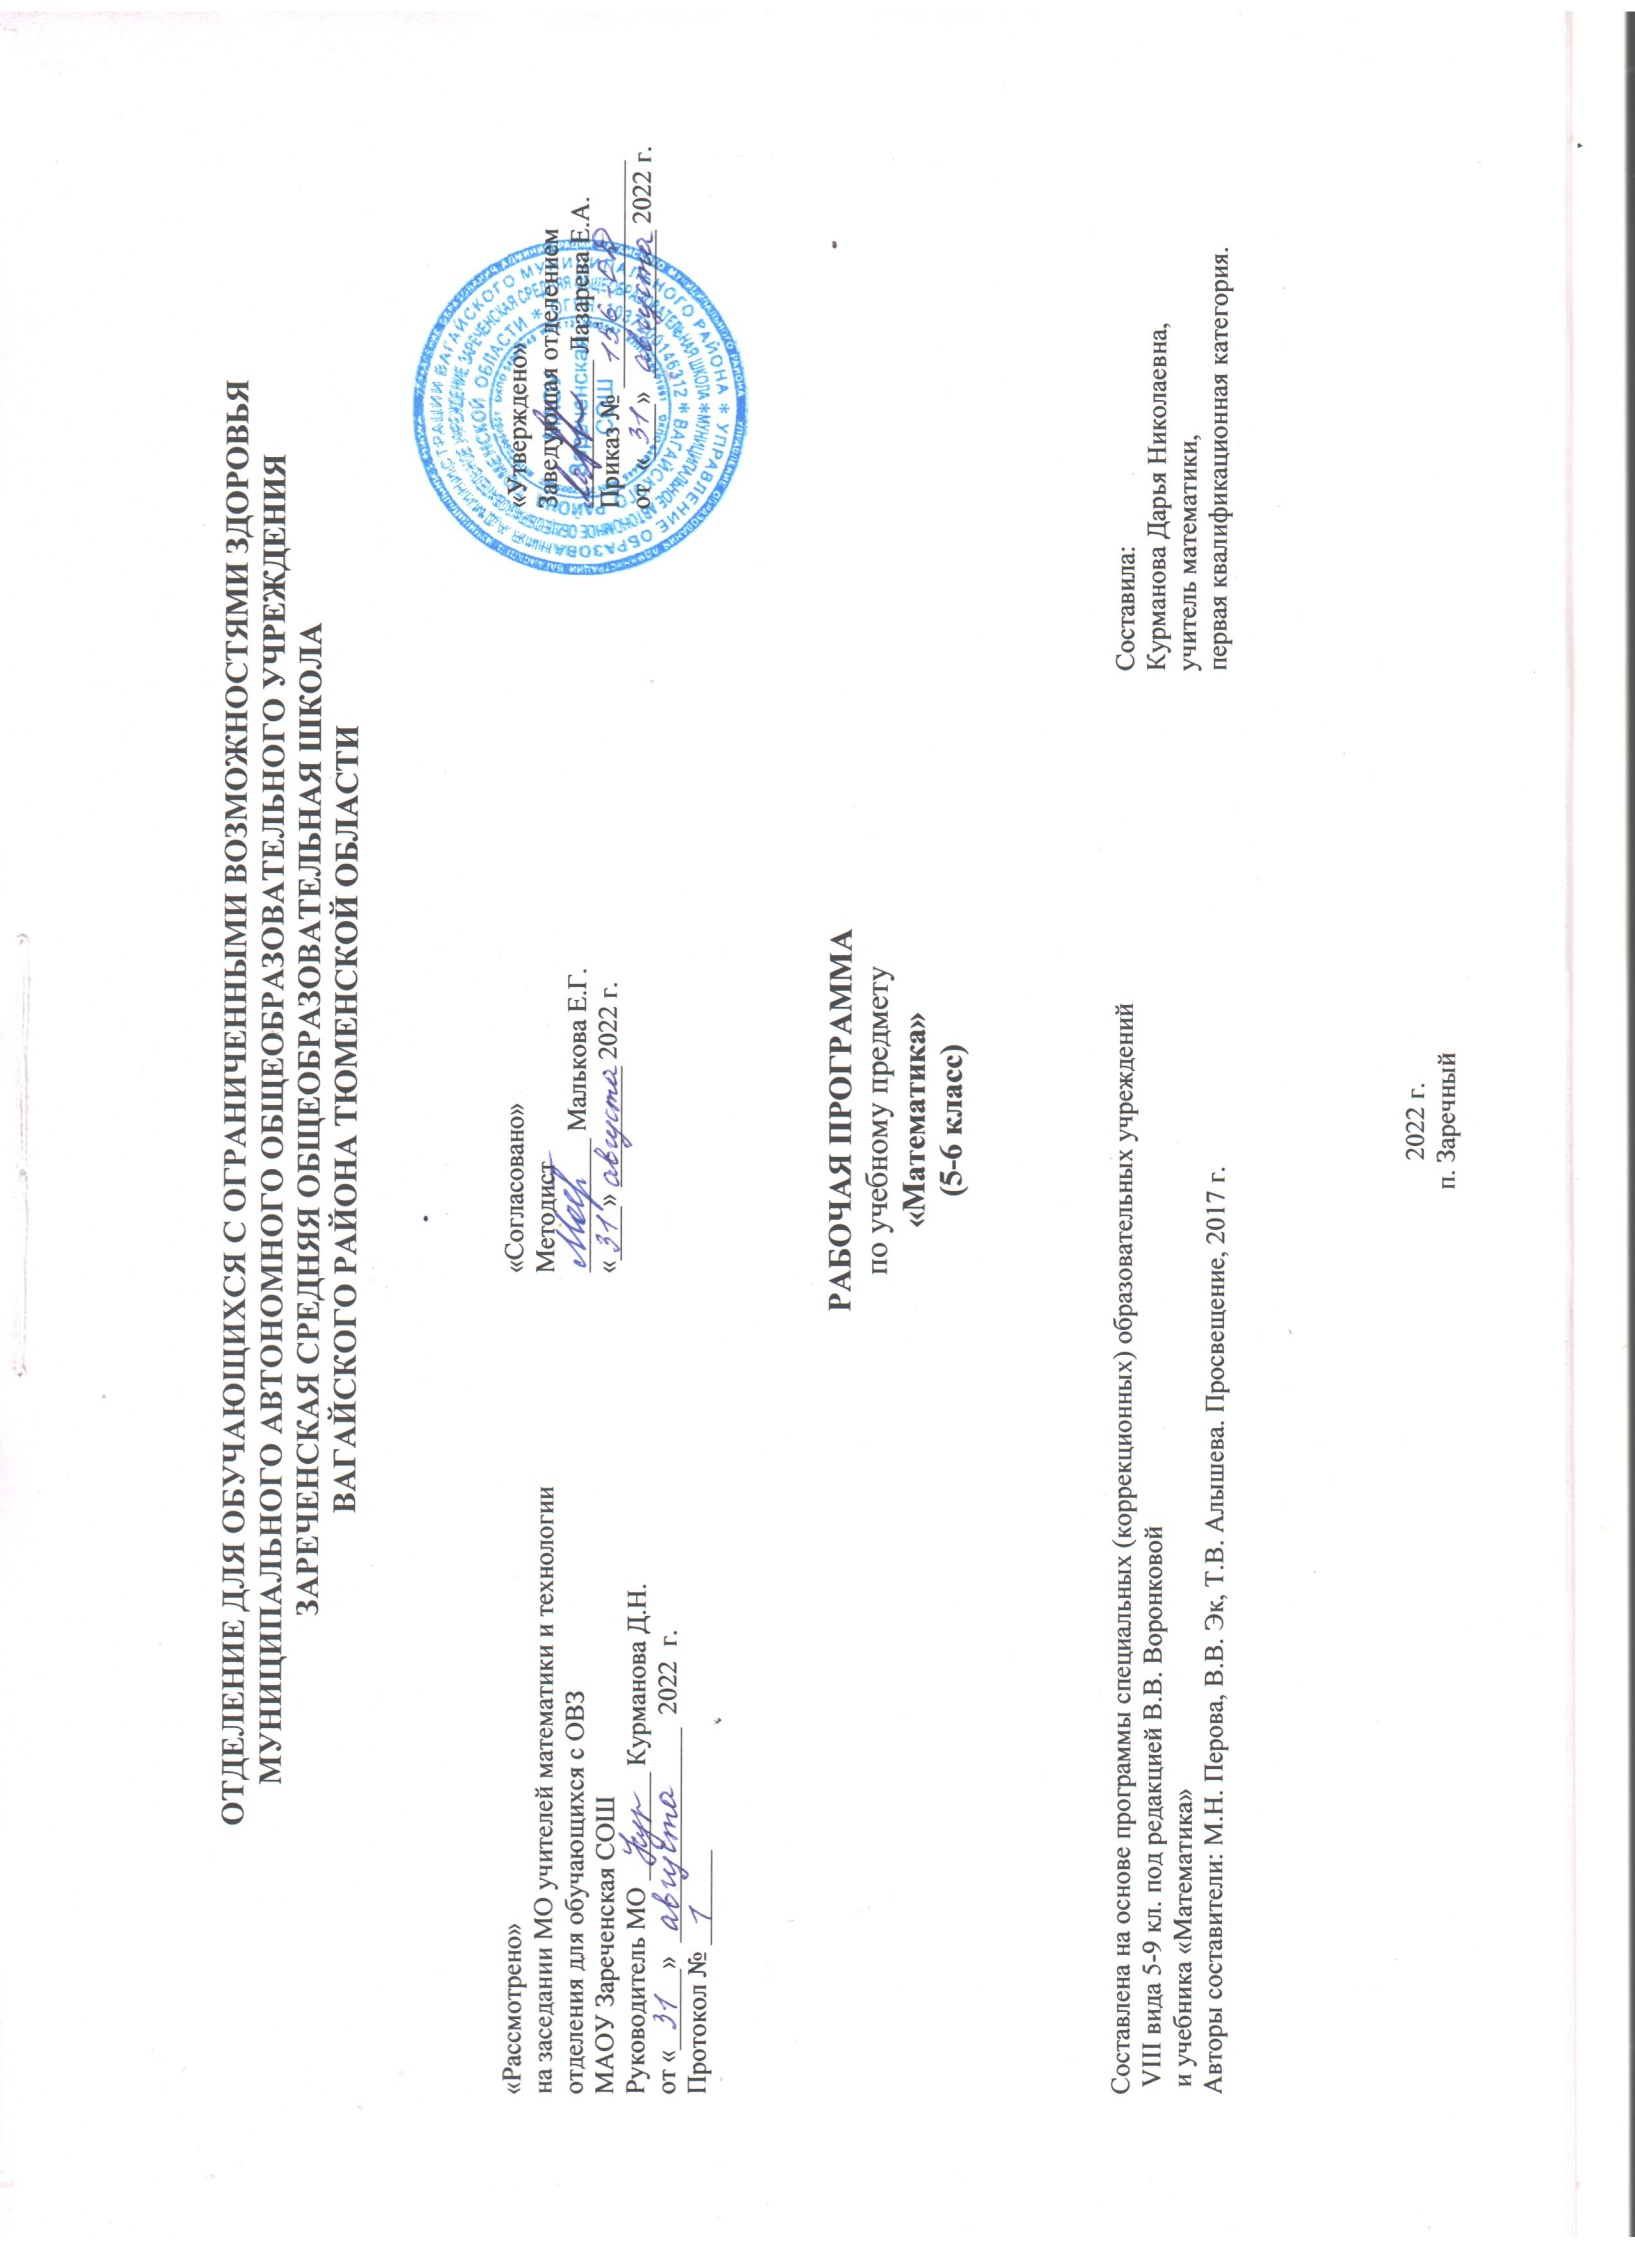 ОТДЕЛЕНИЕ ДЛЯ ОБУЧАЮЩИХСЯ С ОГРАНИЧЕННЫМИ ВОЗМОЖНОСТЯМИ ЗДОРОВЬЯ
МУНИЦИПАЛЬНОГО АВТОНОМНОГО ОБЩЕОБРАЗОВАТЕЛЬНОГО УЧРЕЖДЕНИЯ
ЗАРЕЧЕНСКАЯ СРЕДНЯЯ ОБЩЕОБРАЗОВАТЕЛЬНАЯ ШКОЛА
ВАГАЙСКОГО РАЙОНА ТЮМЕНСКОЙ ОБЛАСТИ
«Рассмотрено»
на заседании МО учителей математики и технологии
отделения для обучающихся с ОВЗ
МАОУ Зареченская СОШ
Руководитель МО Курманова Д.Н.
от « 31 » августа 2022 г.
Протокол № 1
«Согласовано»
Методист
Малькова Е.Г.
« 31 » августа 2022 г.
«Утверждено»
Заведующая отделением
Лазарева Е.А.
Приказ № 156-
от « 31 » августа 2022 г.
РАБОЧАЯ ПРОГРАММА
по учебному предмету
«Математика»
(5-6 класс)
Составлена на основе программы специальных (коррекционных) образовательных учреждений
VIII вида 5-9 кл. под редакцией В.В. Воронковой
и учебника «Математика»
Авторы составители: М.Н. Перова, В.В. Эк, Т.В. Алышева. Просвещение, 2017 г.
Составила:
Курманова Дарья Николаевна,
учитель математики,
первая квалификационная категория.
2022 г.
п. Заречный